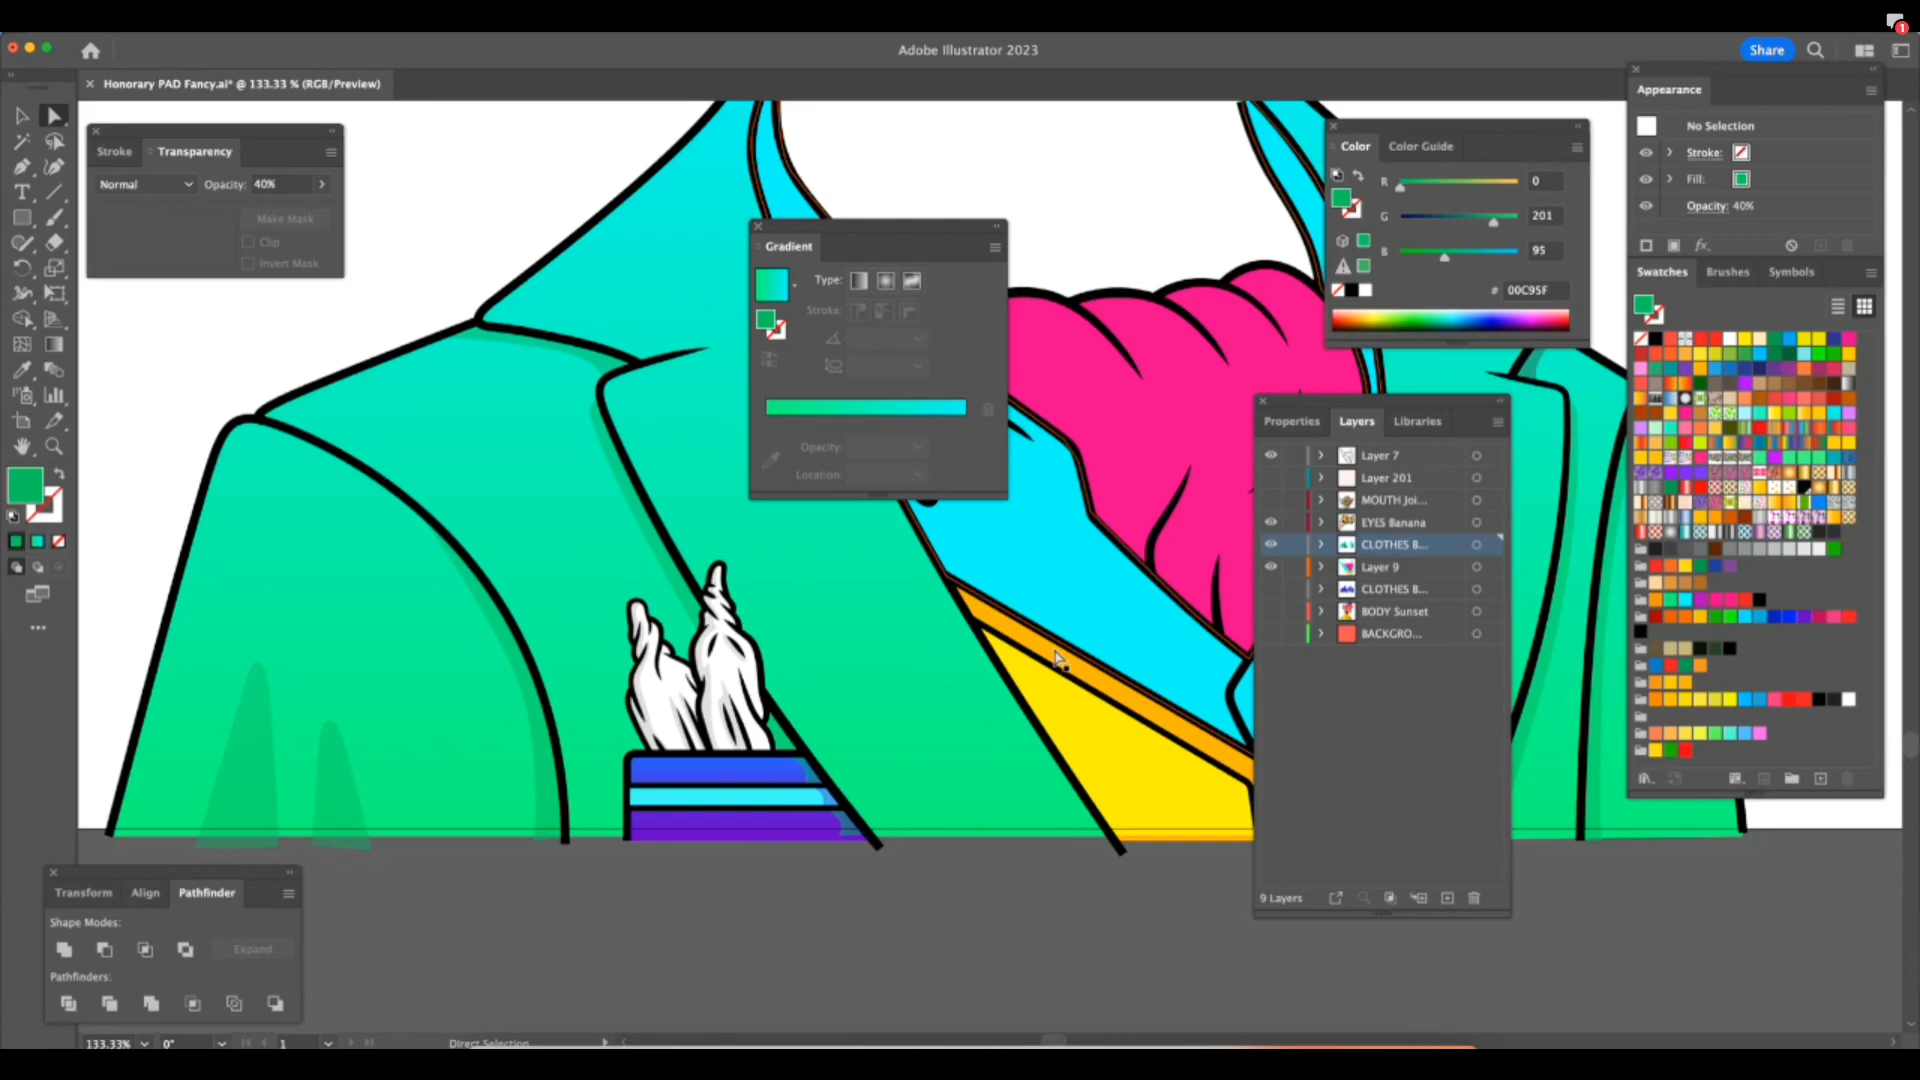 1
Adobe Illustrator 2023
Share
Honorary PAD Fancy.ai* @ 133.33 % (RGB/Preview)
Stroke
Transparency
Normal
Opacity: 40%
Make Mask
Clip
Invert Mask
Gradient
Type:
Stroke:
Opacity
Location:
Color
Color Guide
R 0
G 201
B 95
# 00C95F
Appearance
No Selection
Stroke:
Fill:
Opacity: 40%
fx.
Swatches
Brushes
Symbols
Properties
Layers
Libraries
Layer 7
Layer 201
MOUTH Joi...
EYES Banana
CLOTHES B...
Layer 9
CLOTHES B...
BODY Sunset
BACKGRO...
9 Layers
Transform
Align
Pathfinder
Shape Modes:
Expand
Pathfinders:
133.33%
0°
1
Direct Selection